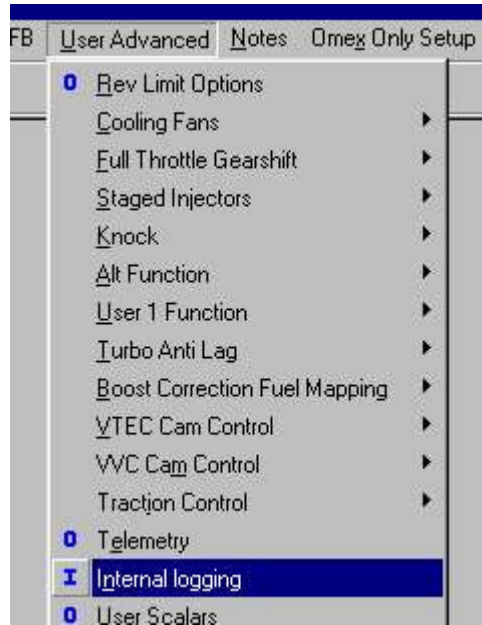 FB User Advanced Notes Omex Only Setup
O Rev Limit Options
Cooling Fans
Full Throttle Gearshift
Staged Injectors
Knock
Alt Function
User 1 Function
Turbo Anti Lag
Boost Correction Fuel Mapping
VTEC Cam Control
VVC Cam Control
Traction Control
O Telemetry
I Internal logging
O User Scalars